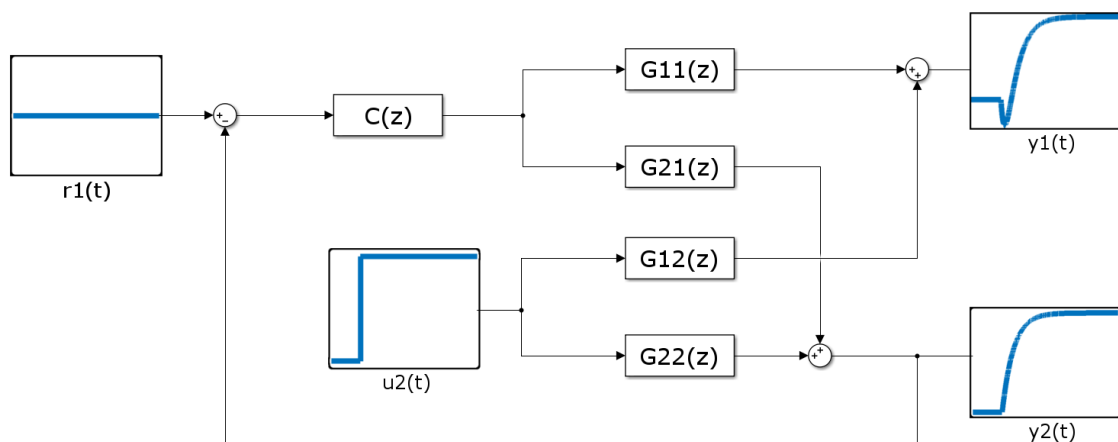 G11(z)
+
+
y1(t)
+
−
C(z)
r1(t)
G21(z)
G12(z)
u2(t)
G22(z)
+
+
y2(t)